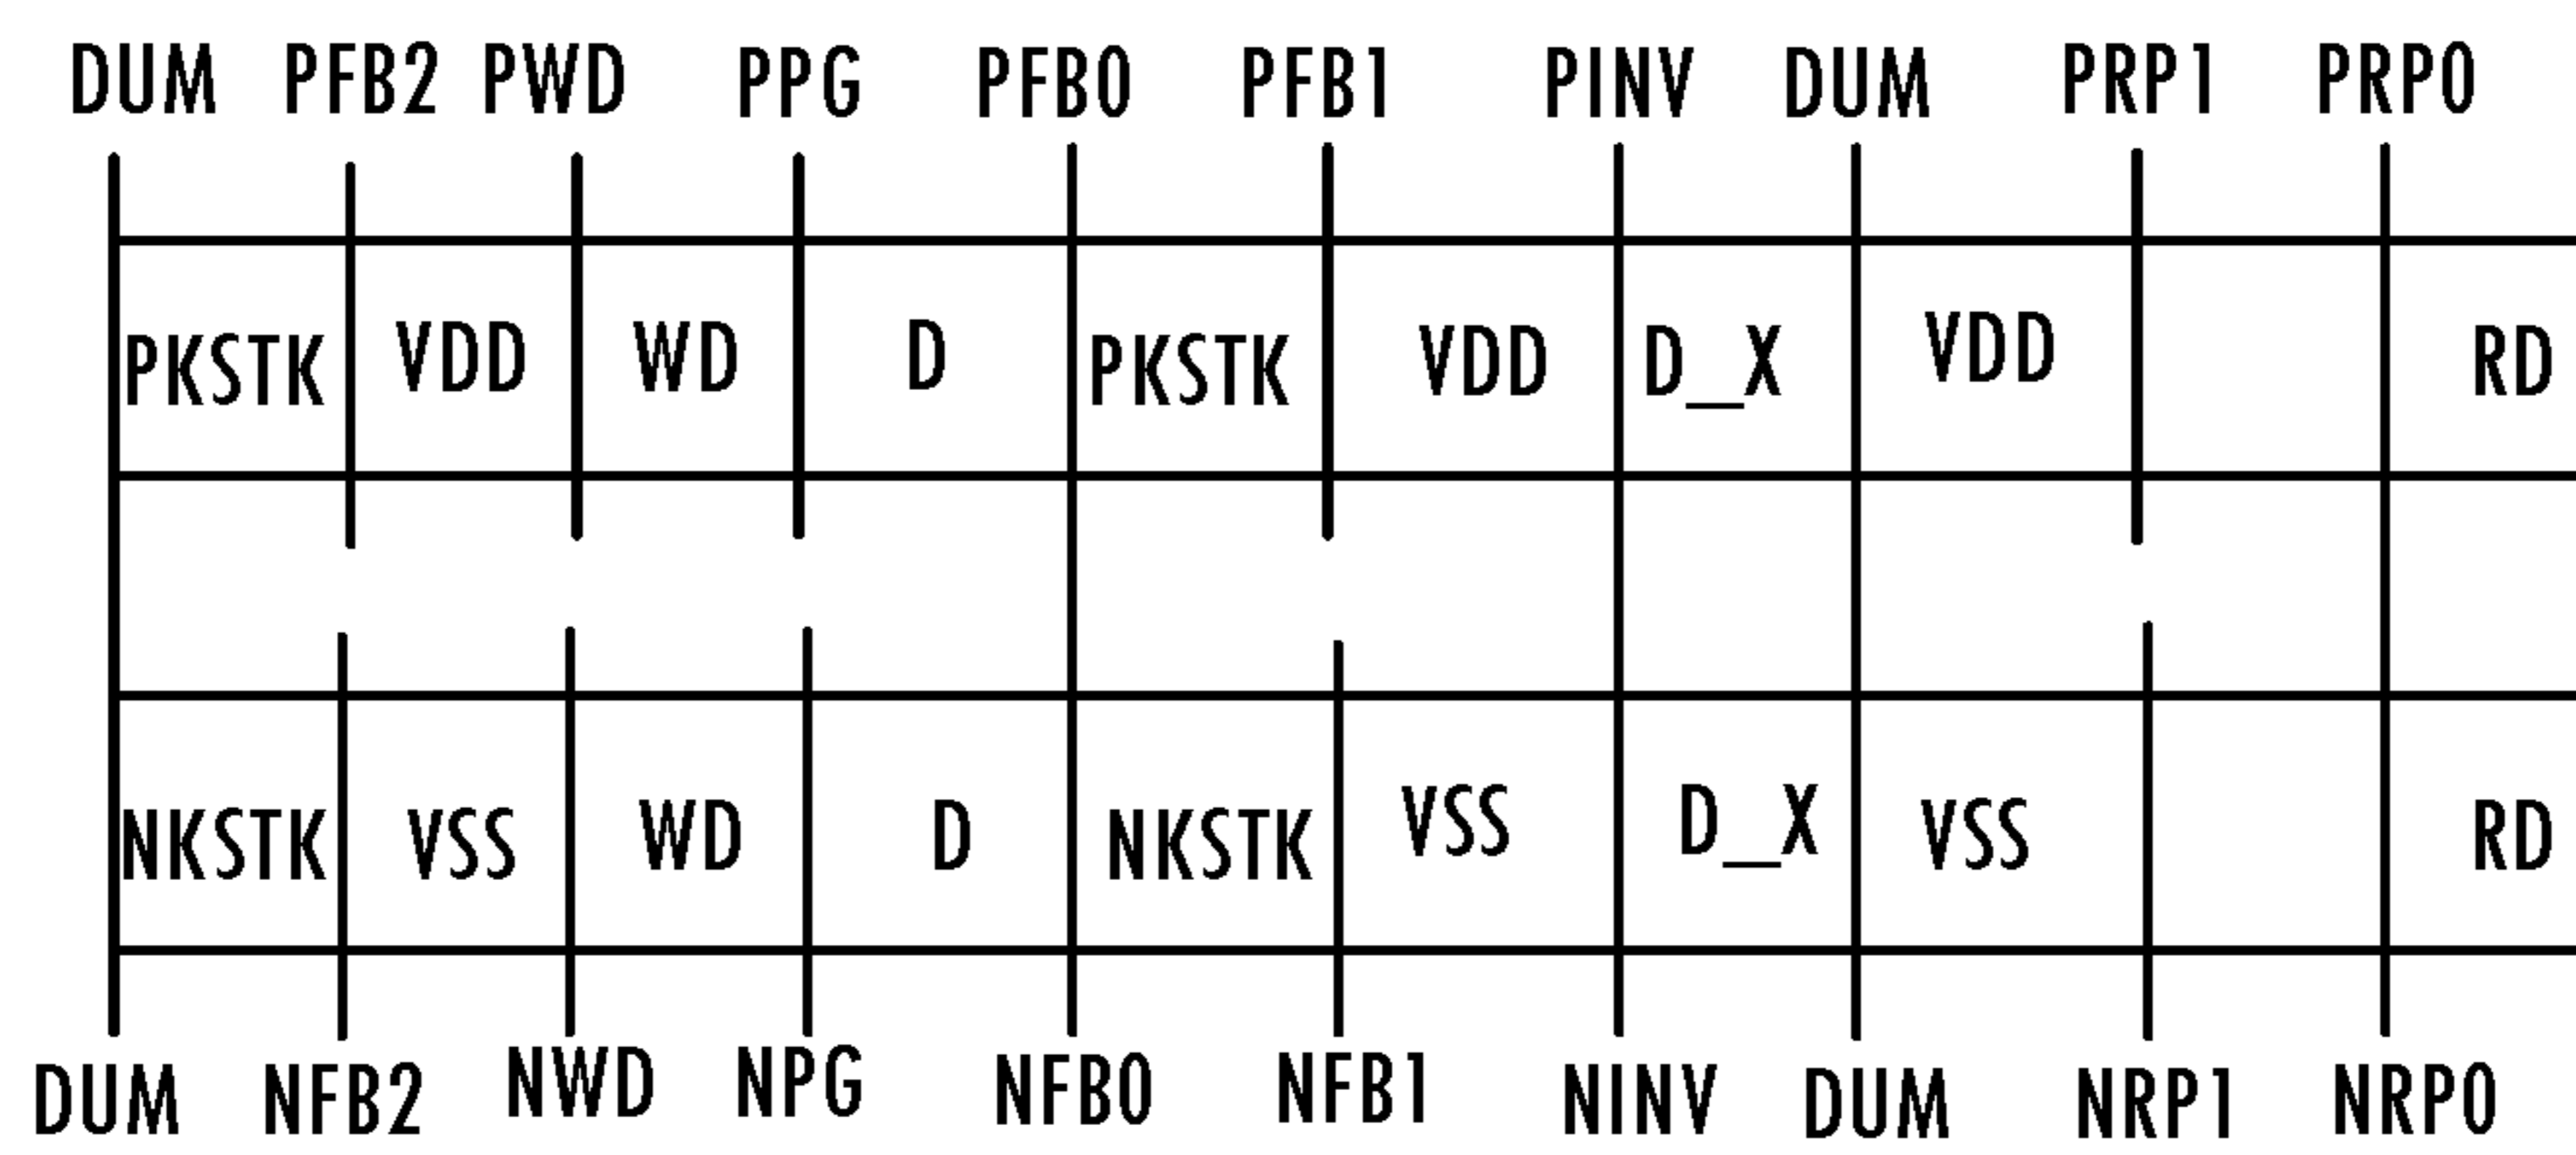 DUM PFB2 PWD PPG PFB0 PFB1 PINV DUM PRP1 PRP0
PKSTK VDD WD D PKSTK VDD D_X VDD RD
NKSTK VSS WD D NKSTK VSS D_X VSS RD
DUM NFB2 NWD NPG NFB0 NFB1 NINV DUM NRP1 NRP0